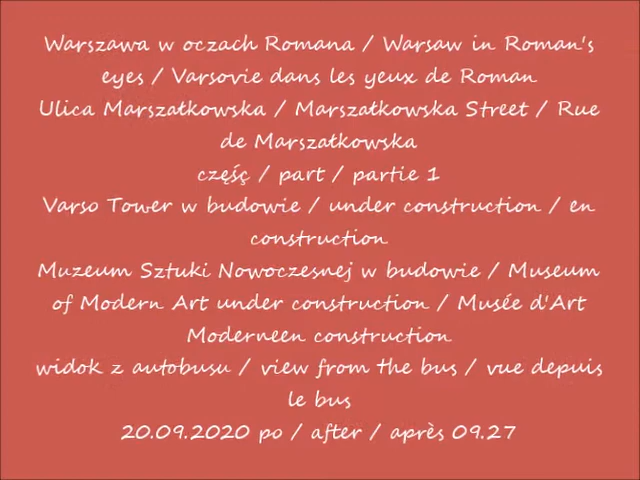 Warszawa w oczach Romana / Warsaw in Roman's
eyes / Varsovie dans les yeux de Roman
Ulica Marszałkowska / Marszałkowska Street / Rue
de Marszałkowska
częśç / part / partie 1
Varso Tower w budowie / under construction / en
construction
Muzeum Sztuki Nowoczesnej w budowie / Museum
of Modern Art under construction / Musée d'Art
Moderneen construction
widok z autobusu / view from the bus / vue depuis
le bus
20.09.2020 po / after / après 09.27